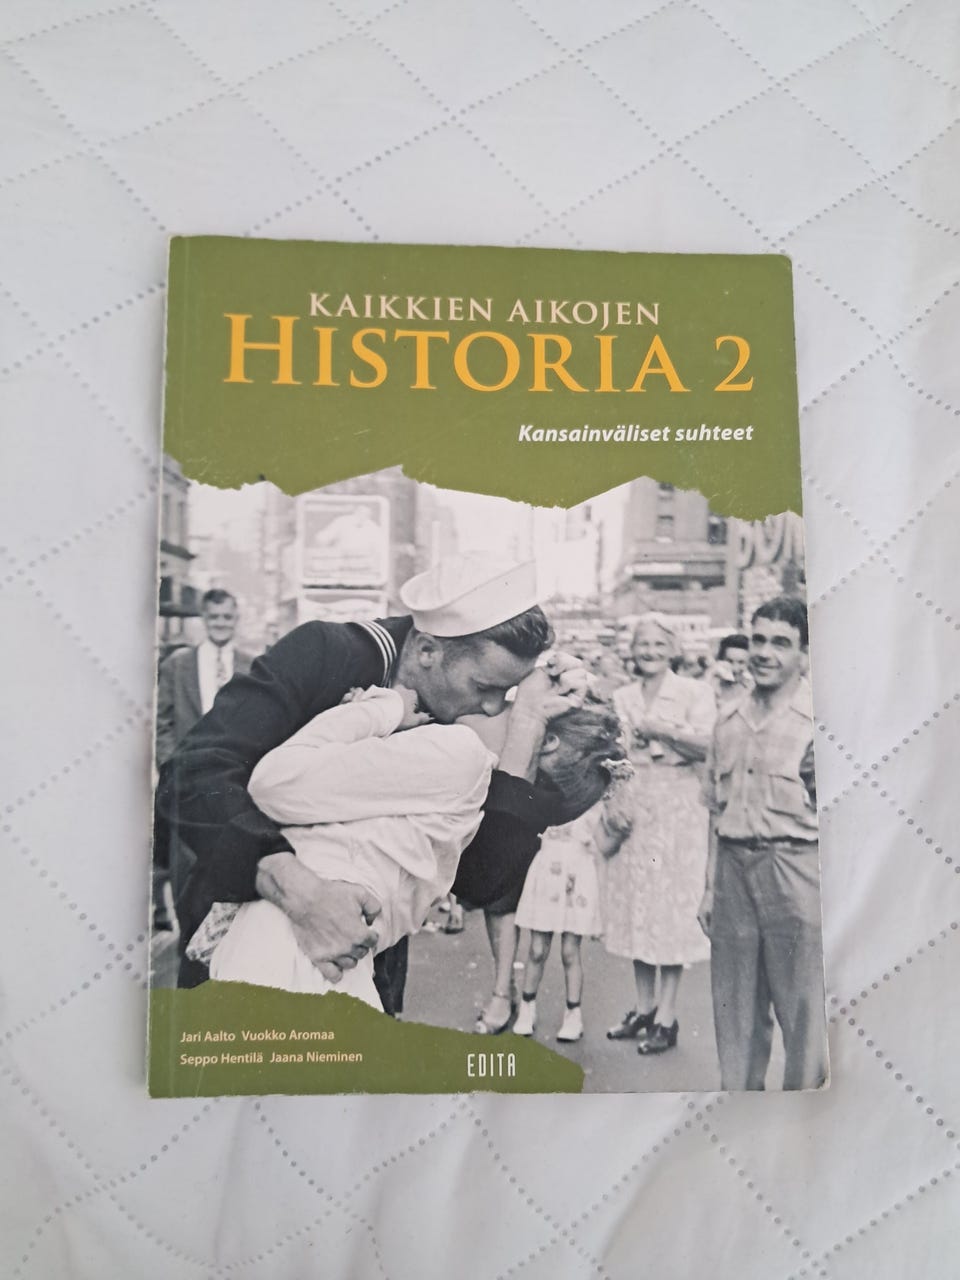 KAIKKIEN AIKOJEN
HISTORIA 2
Kansainväliset suhteet
Jari Aalto Vuokko Aromaa
Seppo Hentilä Jaana Nieminen
EDITA